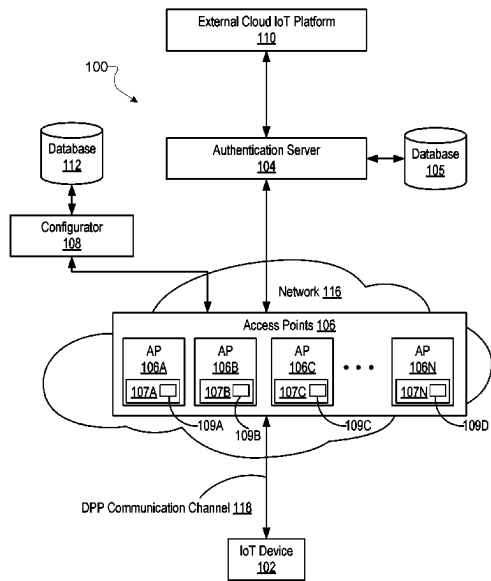 External Cloud IoT Platform
110
100
Database
112
Authentication Server
104
Database
105
Configurator
108
Network 116
Access Points 106
AP
106A
107A
AP
106B
107B
AP
106C
107C
• • •
AP
106N
107N
109A
109B
109C
109D
DPP Communication Channel 118
IoT Device
102